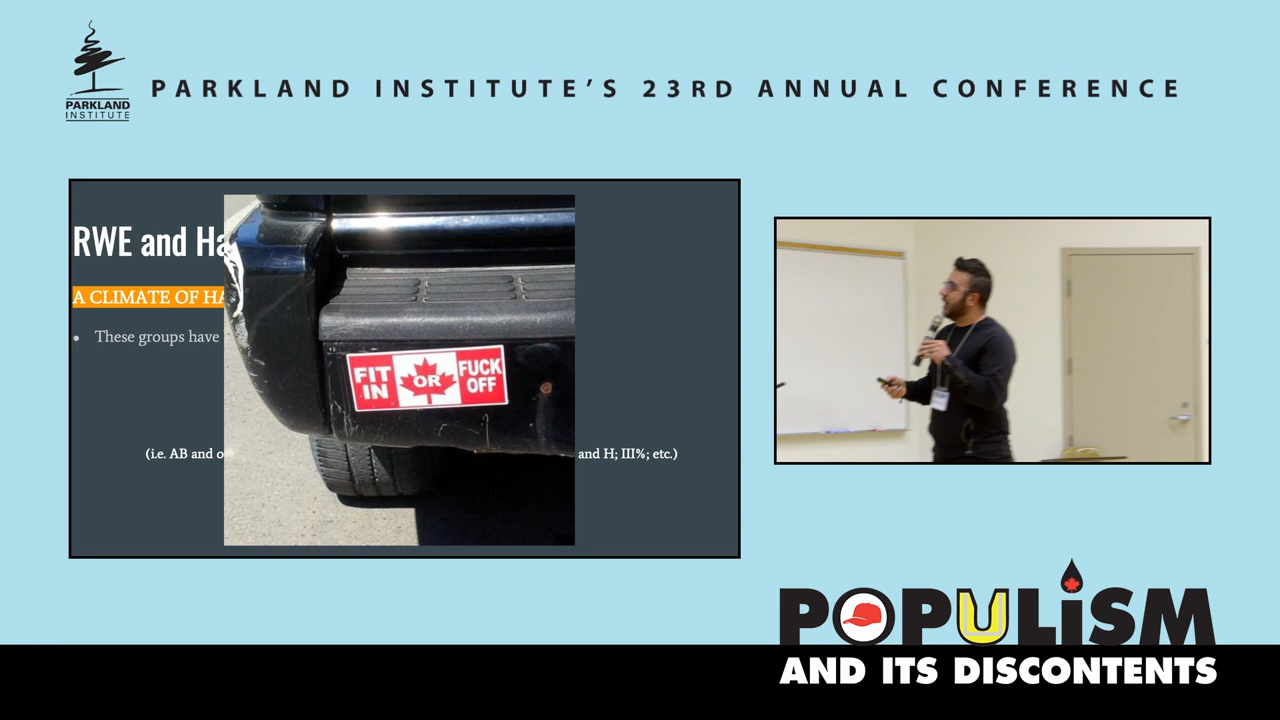 PARKLAND
INSTITUTE
PARKLAND INSTITUTE'S 23RD ANNUAL CONFERENCE
RWE and Ha
A CLIMATE OF HA
• These groups have
FIT IN
OR
FUCK OFF
(i.e. AB and o
and H; III%; etc.)
POPULiSM
AND ITS DISCONTENTS